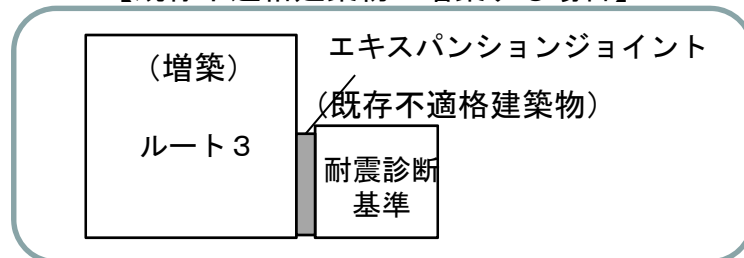 （増築）
ルート３
エキスパンションジョイント
（既存不適格建築物）
耐震診断
基準